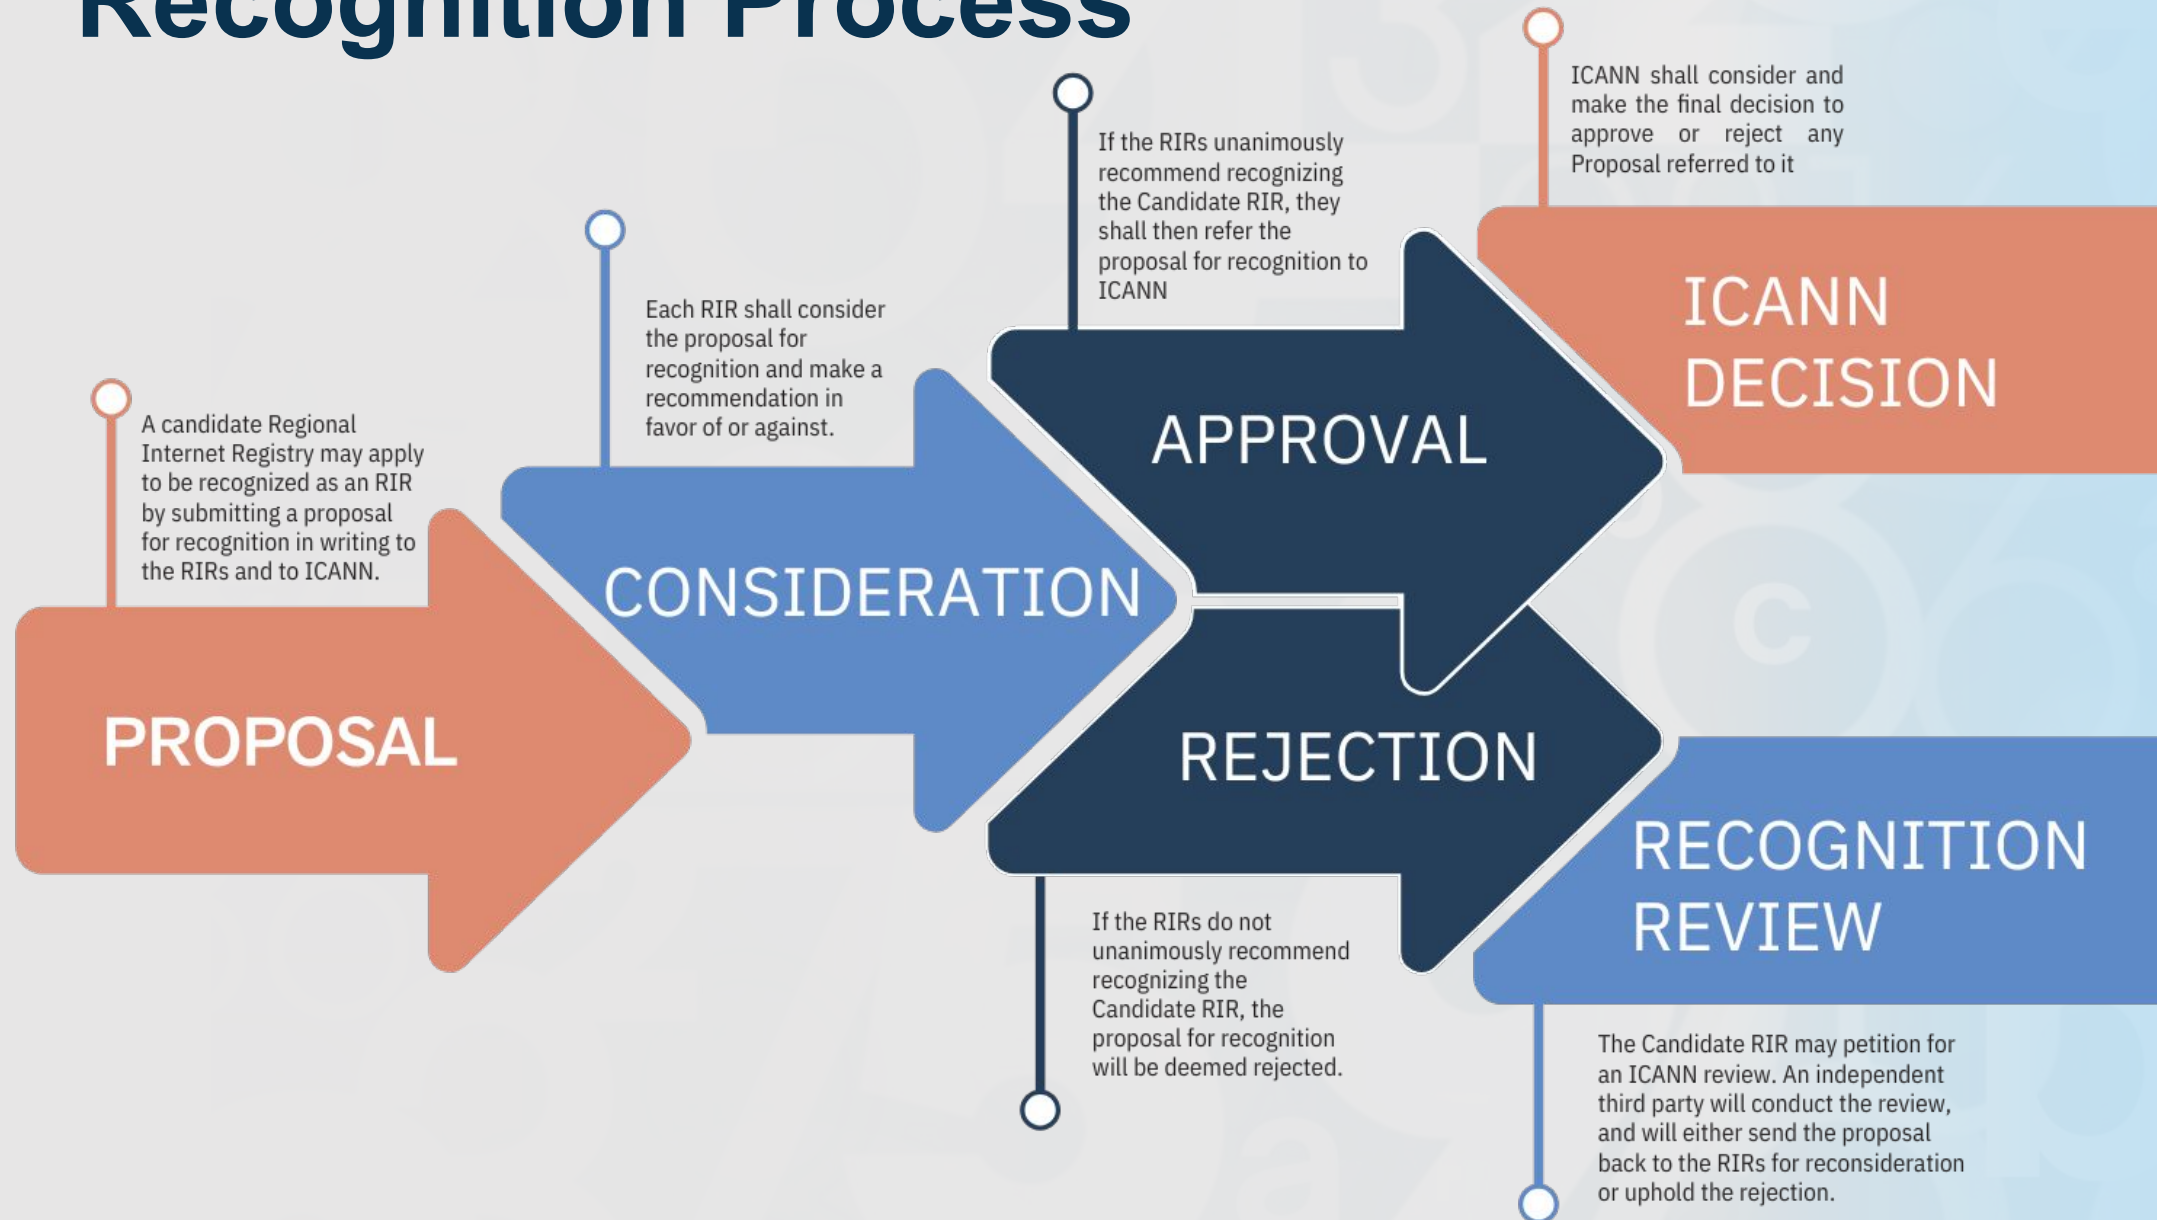 Recognition Process
A candidate Regional
Internet Registry may apply
to be recognized as an RIR
by submitting a proposal
for recognition in writing to
the RIRs and to ICANN.
PROPOSAL
Each RIR shall consider
the proposal for
recognition and make a
recommendation in
favor of or against.
CONSIDERATION
If the RIRs unanimously
recommend recognizing
the Candidate RIR, they
shall then refer the
proposal for recognition to
ICANN
APPROVAL
ICANN shall consider and
make the final decision to
approve or reject any
Proposal referred to it
ICANN
DECISION
REJECTION
If the RIRs do not
unanimously recommend
recognizing the
Candidate RIR, the
proposal for recognition
will be deemed rejected.
RECOGNITION
REVIEW
The Candidate RIR may petition for
an ICANN review. An independent
third party will conduct the review,
and will either send the proposal
back to the RIRs for reconsideration
or uphold the rejection.